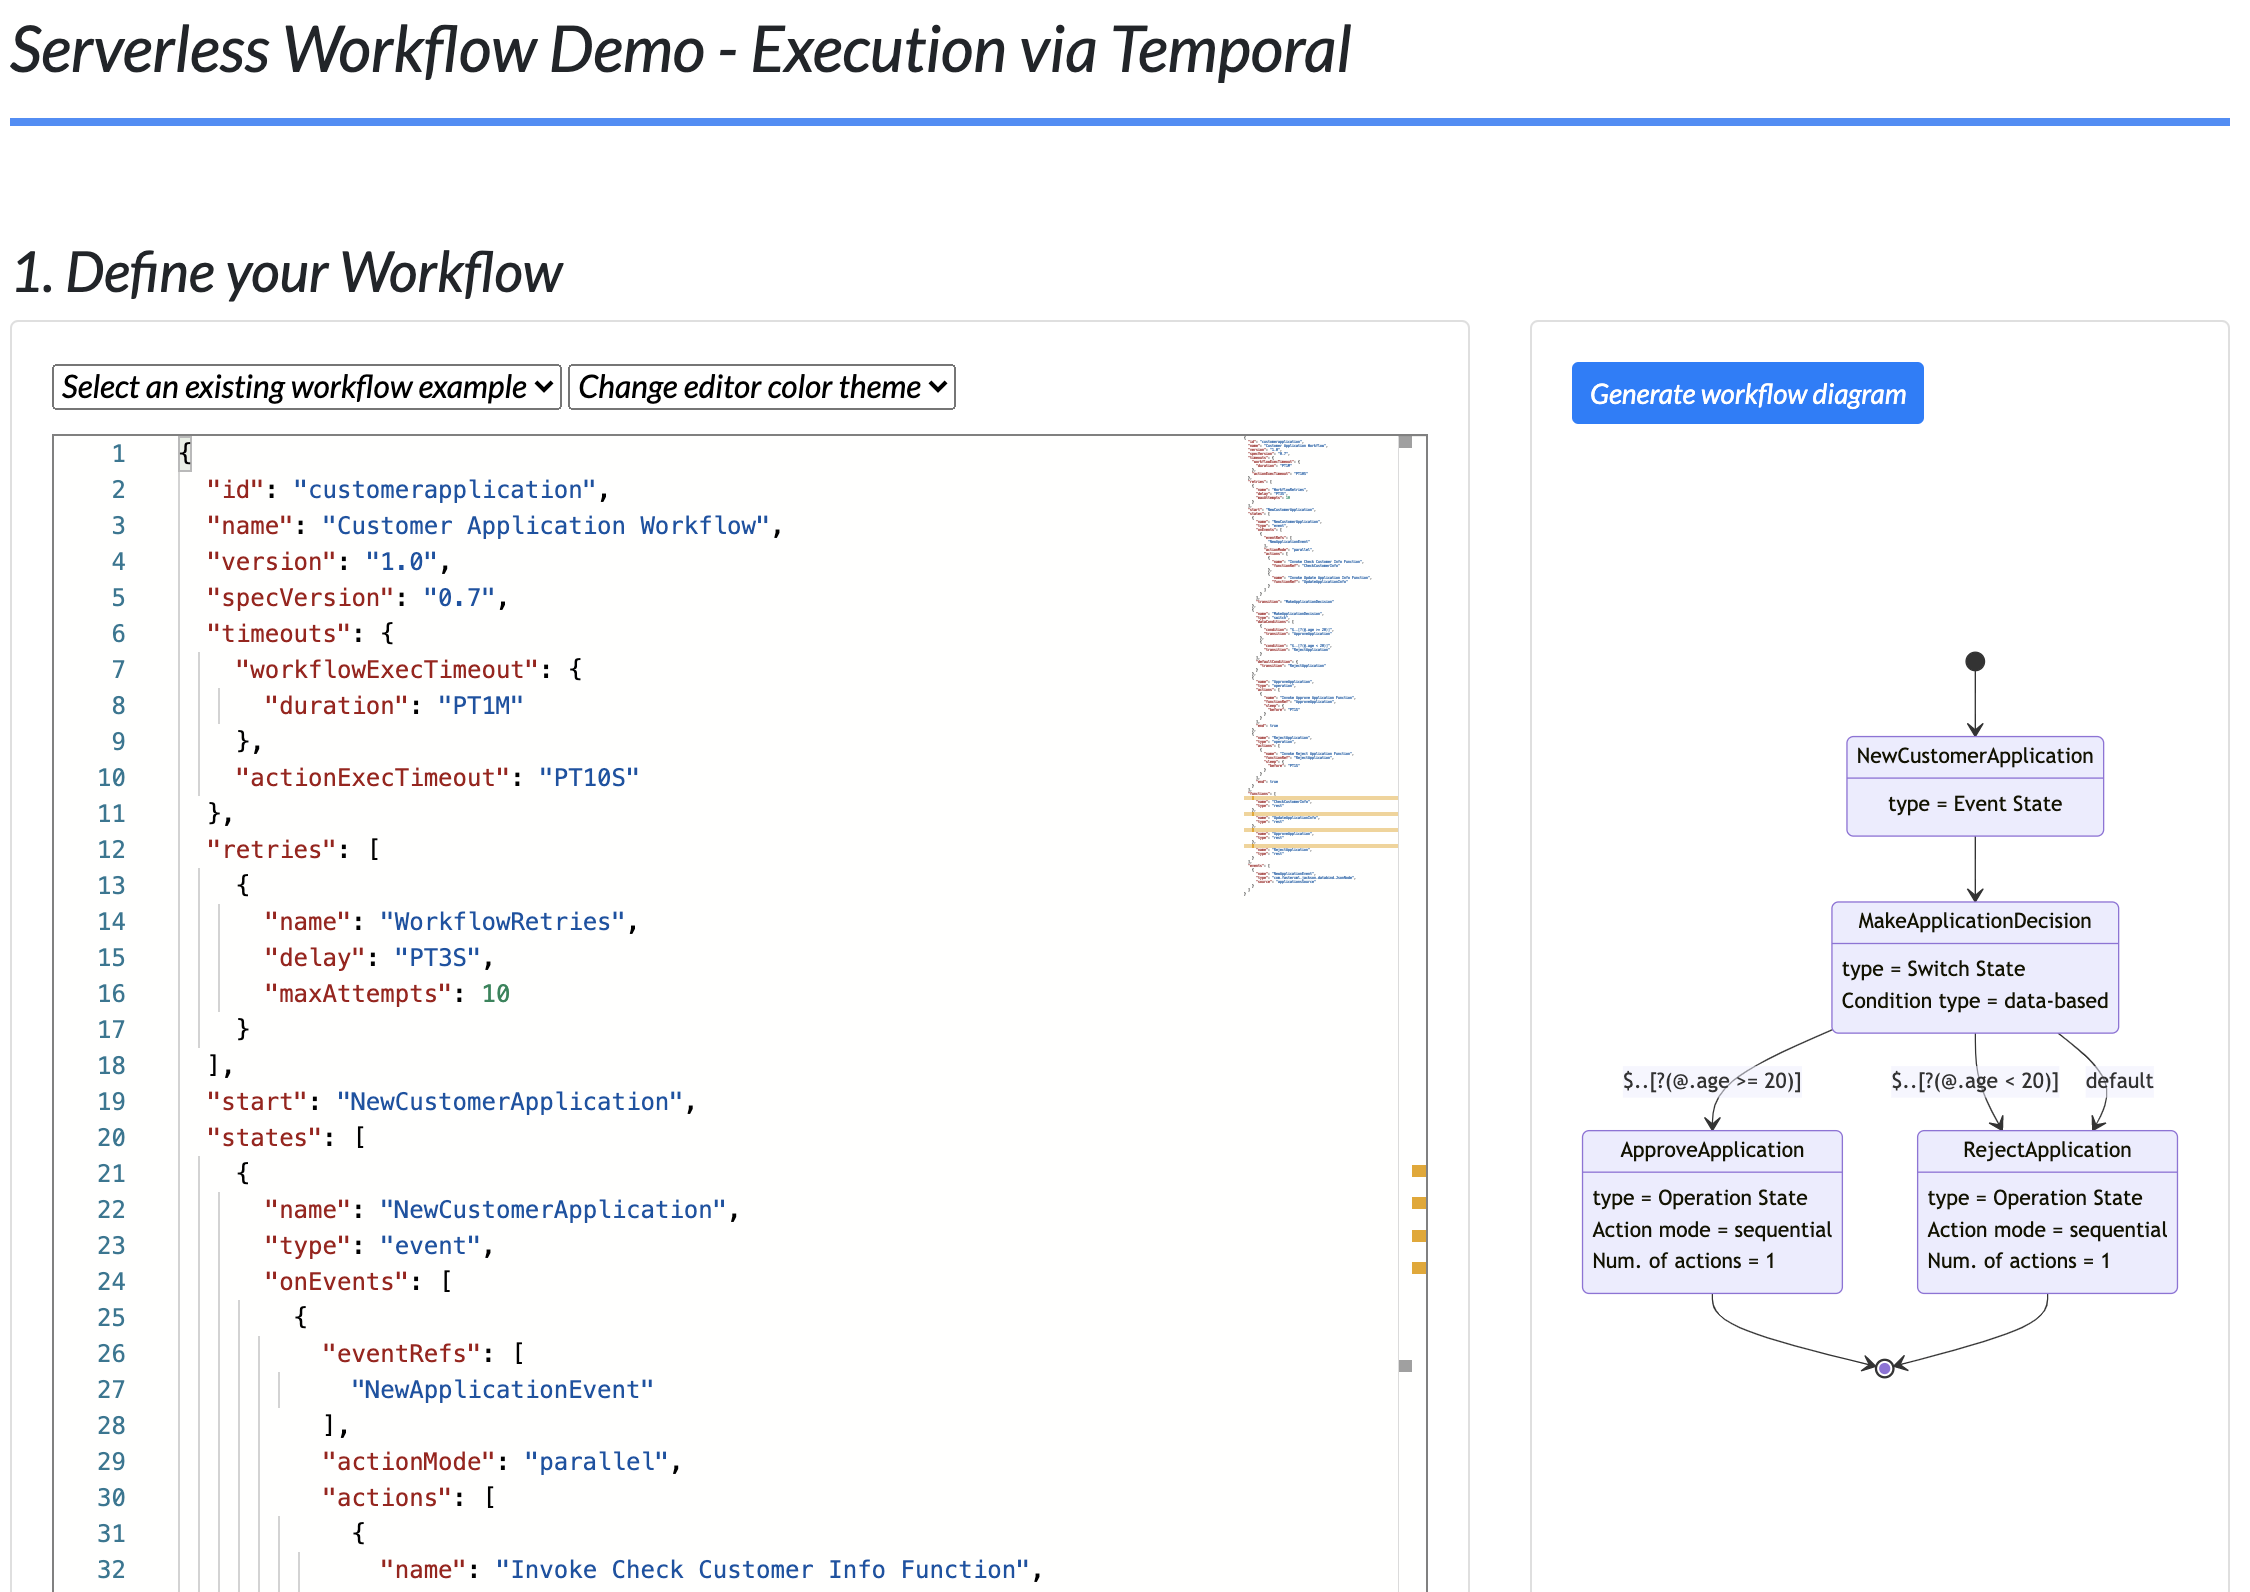 Serverless Workflow Demo - Execution via Temporal
1. Define your Workflow
Select an existing workflow example
Change editor color theme
1 {
2 "id": "customerapplication",
3 "name": "Customer Application Workflow",
4 "version": "1.0",
5 "specVersion": "0.7",
6 "timeouts": {
7 "workflowExecTimeout": {
8 "duration": "PT1M"
9 },
10 "actionExecTimeout": "PT10S"
11 },
12 "retries": [
13 {
14 "name": "WorkflowRetries",
15 "delay": "PT3S",
16 "maxAttempts": 10
17 }
18 ],
19 "start": "NewCustomerApplication",
20 "states": [
21 {
22 "name": "NewCustomerApplication",
23 "type": "event",
24 "onEvents": [
25 {
26 "eventRefs": [
27 "NewApplicationEvent"
28 ],
29 "actionMode": "parallel",
30 "actions": [
31 {
32 "name": "Invoke Check Customer Info Function",
Generate workflow diagram
NewCustomerApplication
type = Event State
MakeApplicationDecision
type = Switch State
Condition type = data-based
$..[?(@.age >= 20)]
$..[?(@.age < 20)]
default
ApproveApplication
type = Operation State
Action mode = sequential
Num. of actions = 1
RejectApplication
type = Operation State
Action mode = sequential
Num. of actions = 1